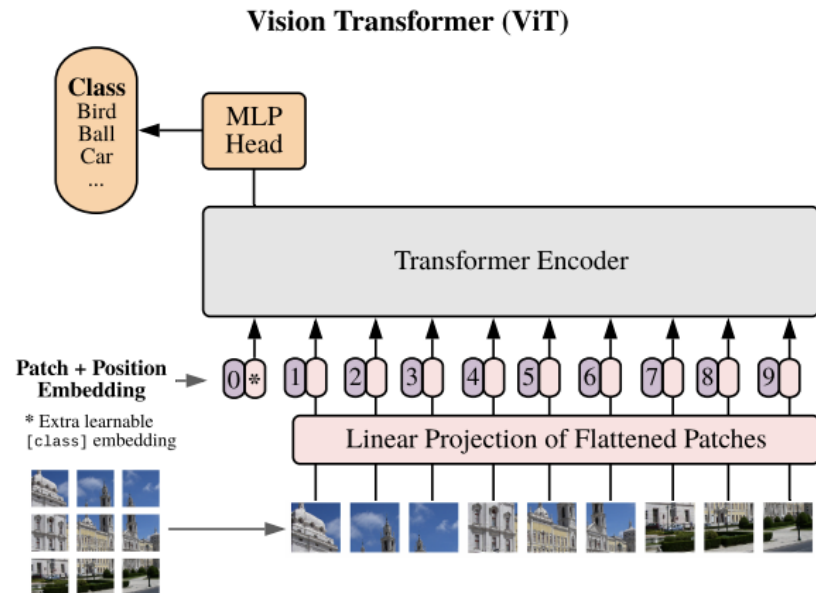 Vision Transformer (ViT)
Class
Bird
Ball
Car
...
MLP
Head
Transformer Encoder
Patch + Position
Embedding
0 * 1 2 3 4 5 6 7 8 9
* Extra learnable
[class] embedding
Linear Projection of Flattened Patches